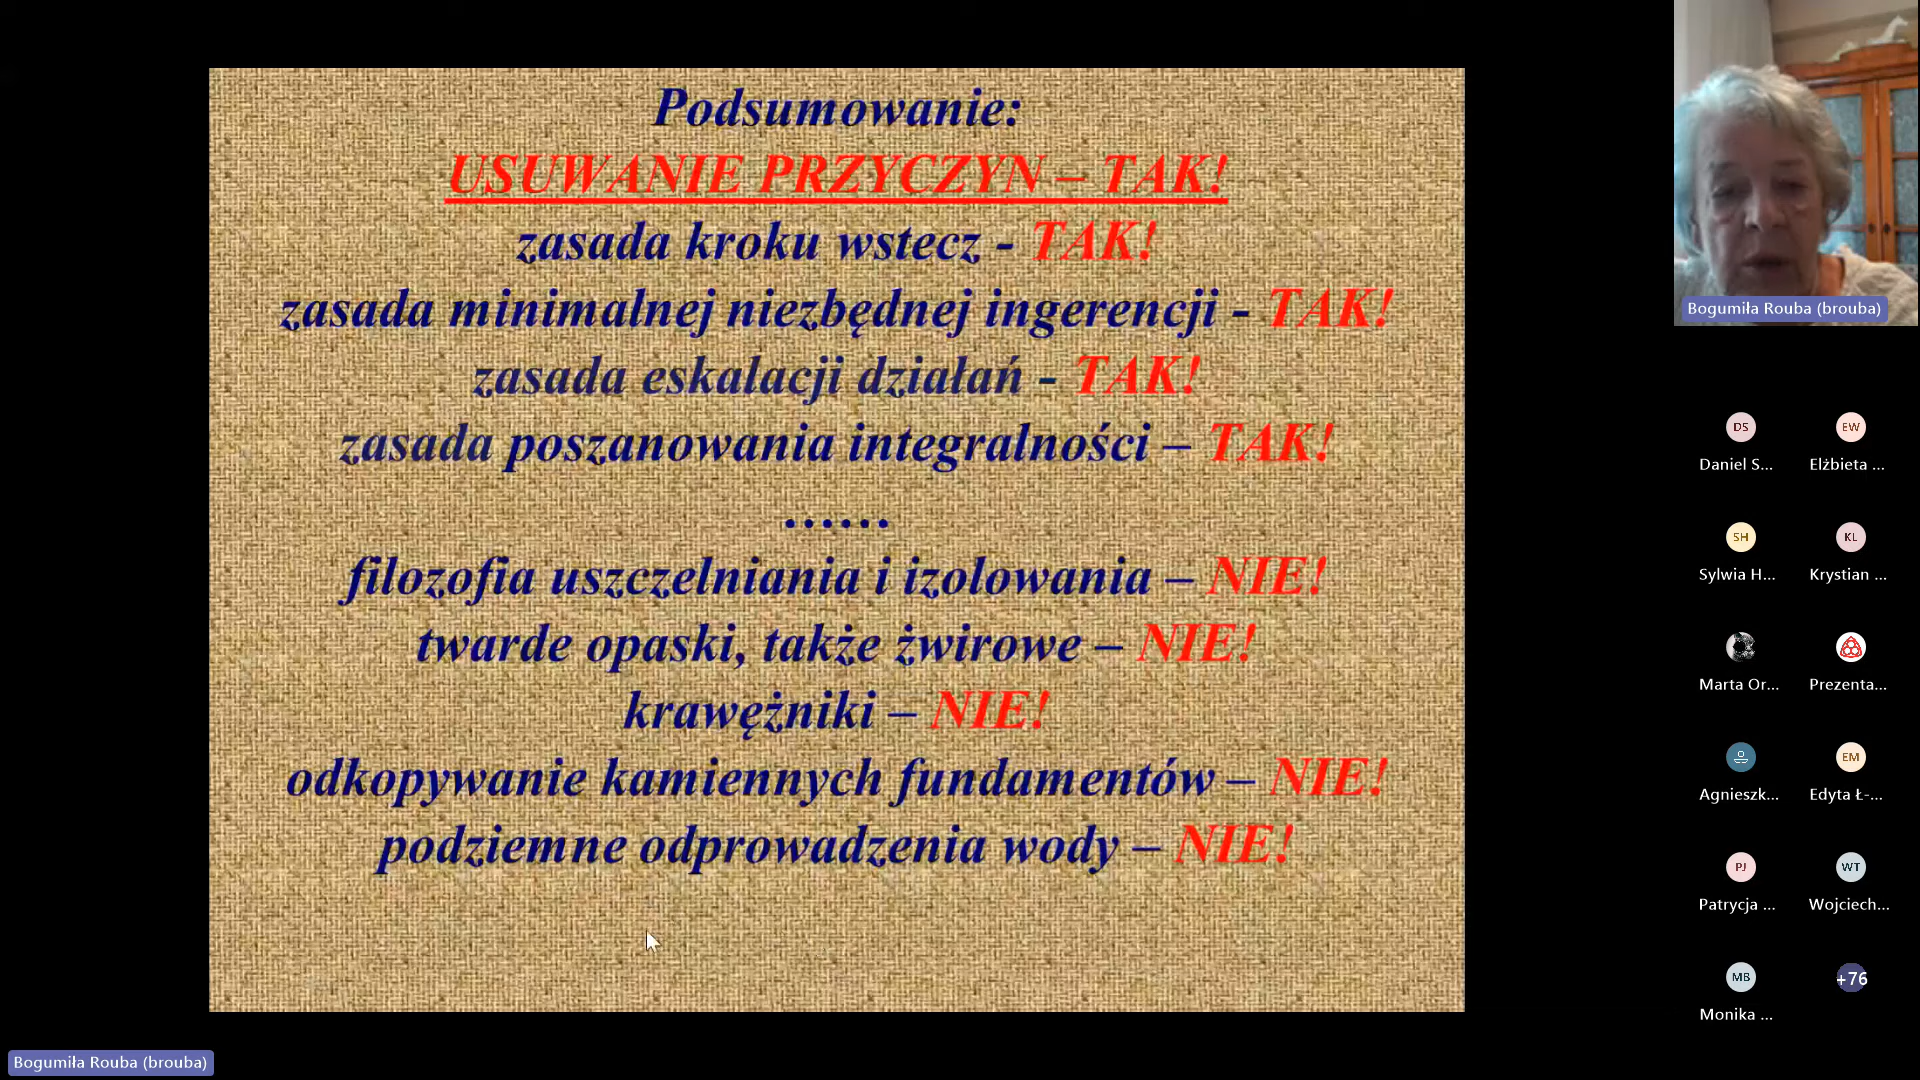 Podsumowanie:
USUWANIE PRZYCZYN – TAK!
zasada kroku wstecz - TAK!
zasada minimalnej niezbędnej ingerencji - TAK!
zasada eskalacji działań - TAK!
zasada poszanowania integralności – TAK!
......
filozofia uszczelniania i izolowania – NIE!
twarde opaski, także żwirowe – NIE!
krawężniki – NIE!
odkopywanie kamiennych fundamentów – NIE!
podziemne odprowadzenia wody – NIE!
Bogumiła Rouba (brouba)
Bogumiła Rouba (brouba)
DS
EW
Daniel S...
Elżbieta ...
SH
KL
Sylwia H...
Krystian ...
Marta Or...
Prezenta...
EM
Agnieszk...
Edyta Ł-...
PJ
WT
Patrycja ...
Wojciech...
MB
+76
Monika ...